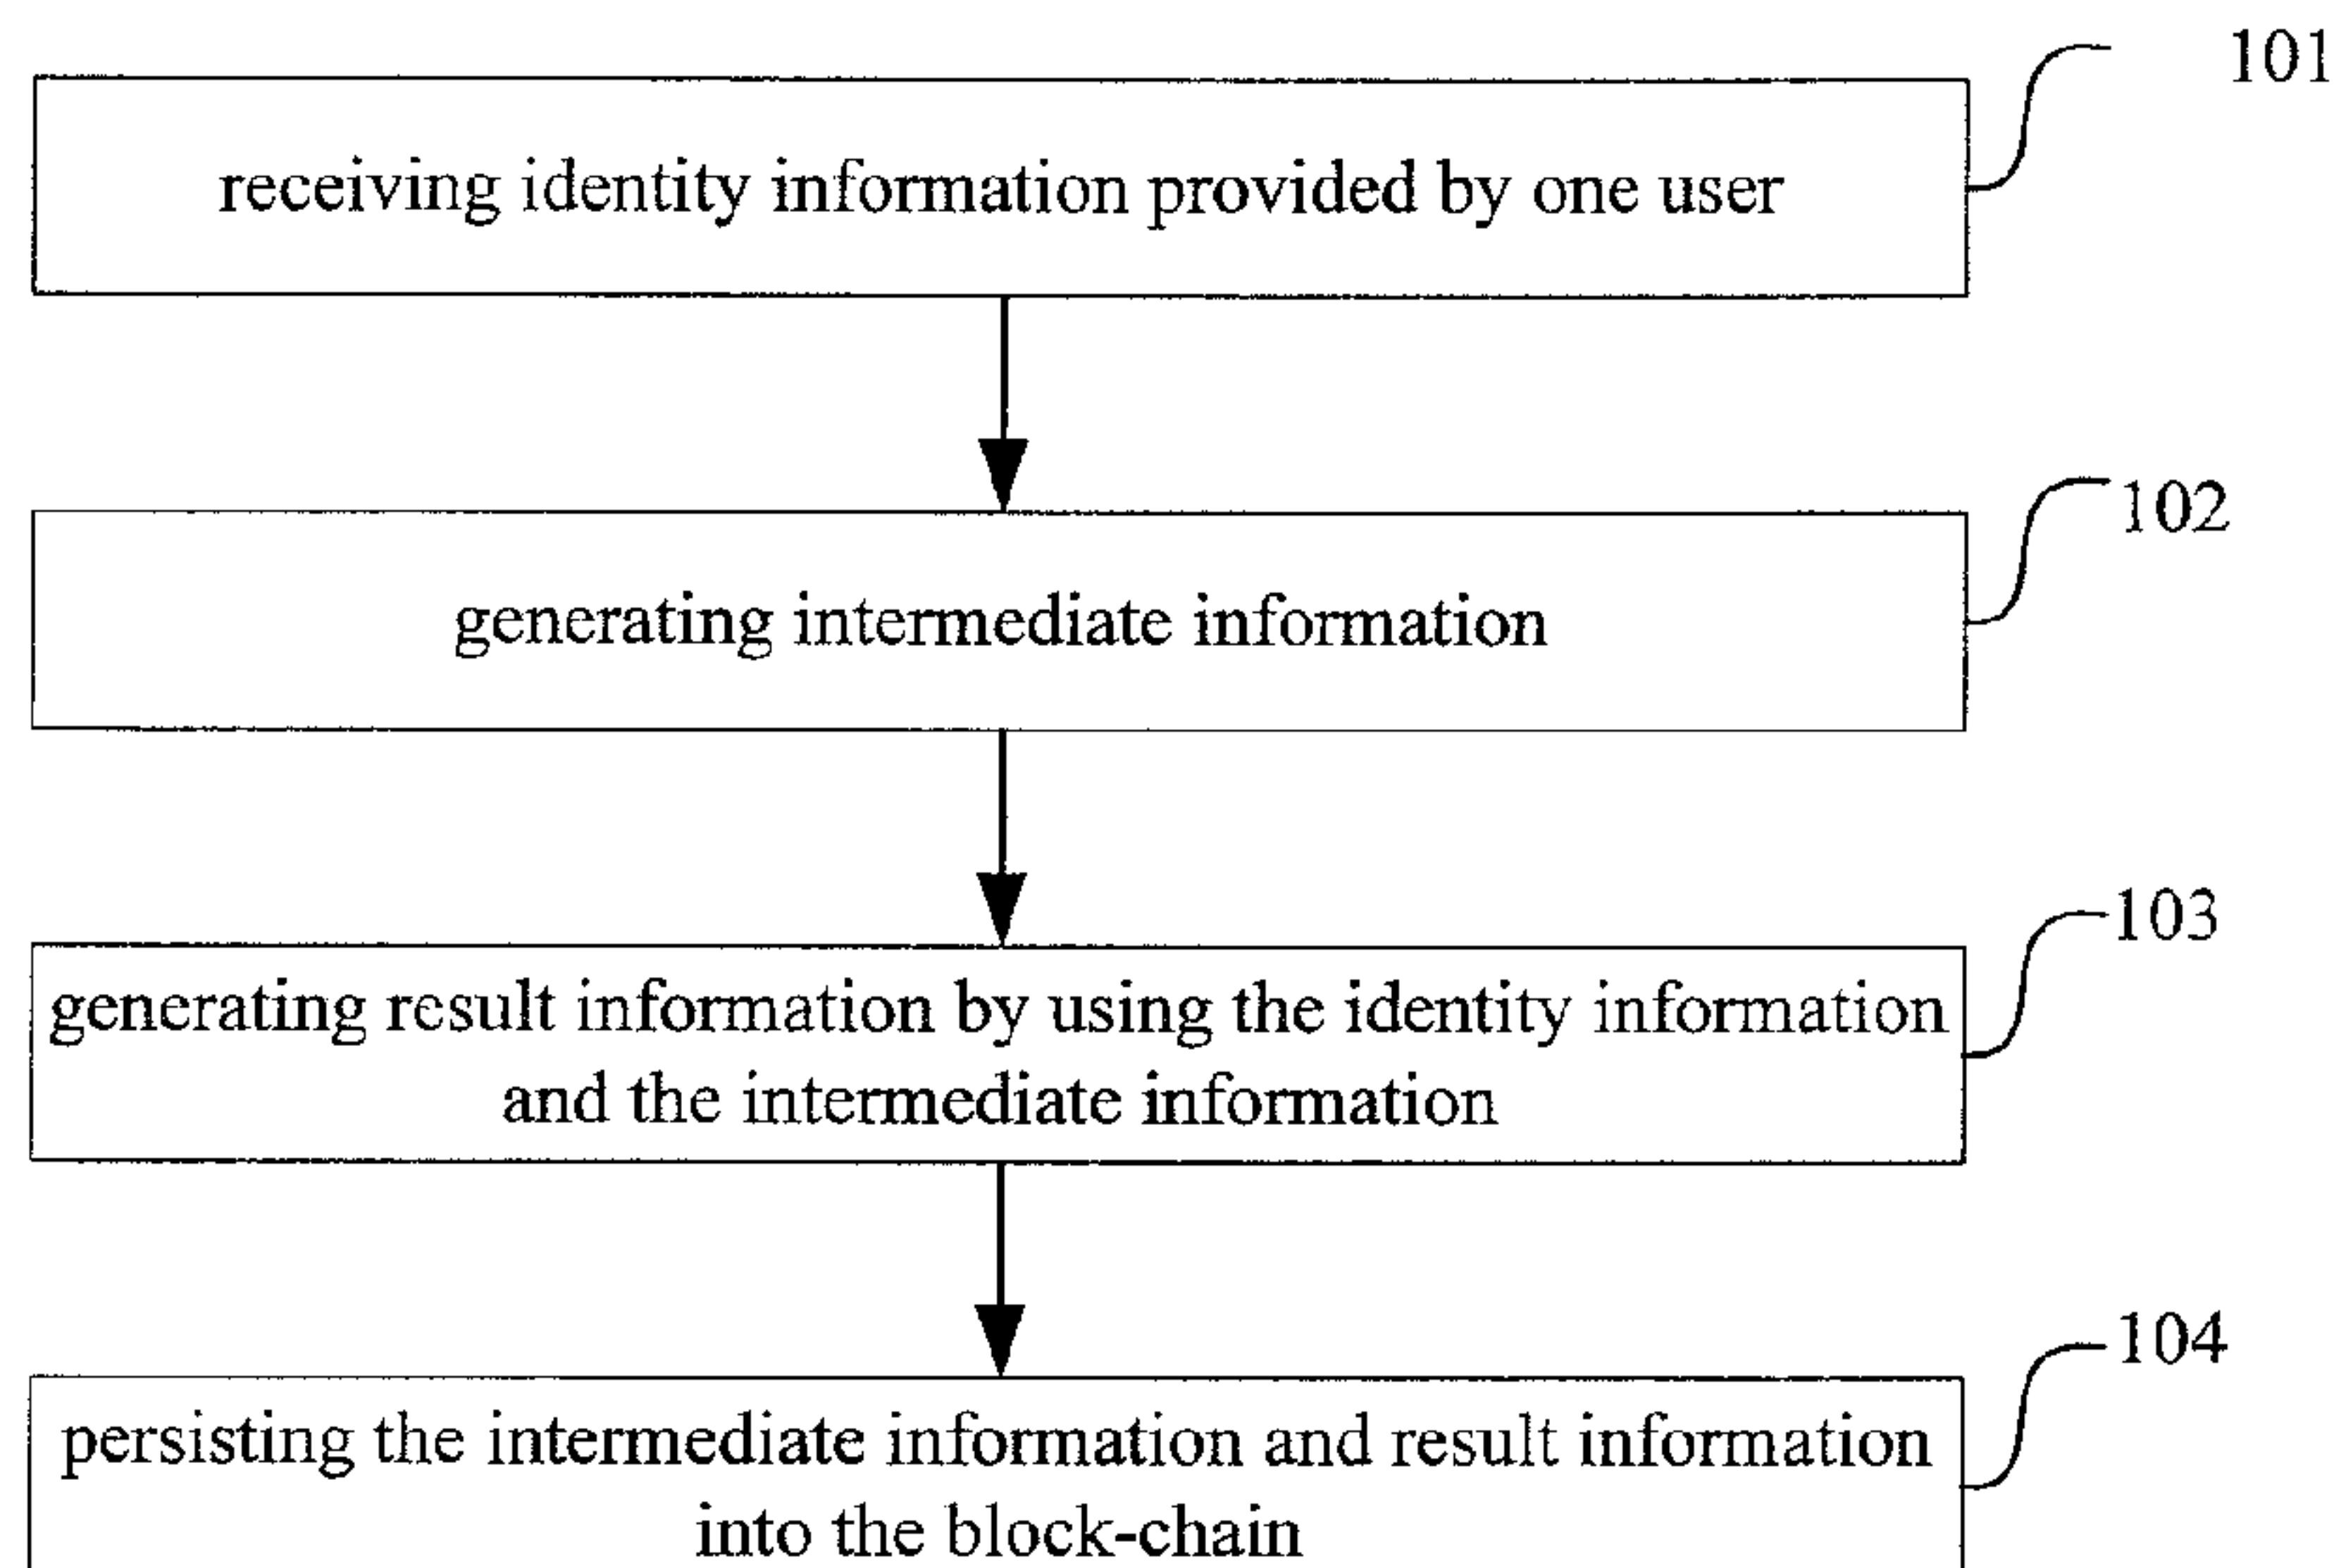 101
receiving identity information provided by one user
102
generating intermediate information
103
generating result information by using the identity information
and the intermediate information
104
persisting the intermediate information and result information
into the block-chain